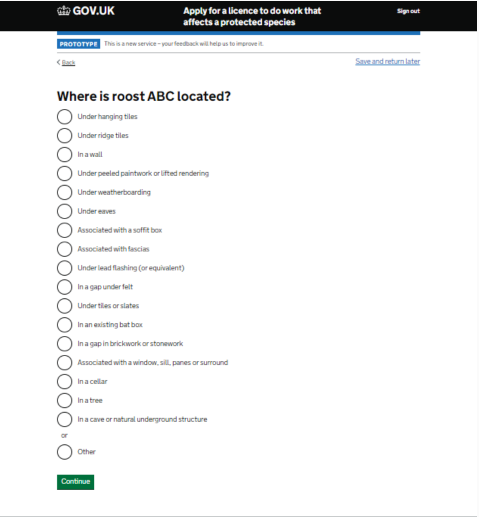 GOV.UK
Apply for a licence to do work that
affects a protected species
Sign out
PROTOTYPE This is a new service – your feedback will help us to improve it.
< Back
Save and return later
Where is roost ABC located?
Under hanging tiles
Under ridge tiles
In a wall
Under peeled paintwork or lifted rendering
Under weatherboarding
Under eaves
Associated with a soffit box
Associated with fascias
Under lead flashing (or equivalent)
In a gap under felt
Under tiles or slates
In an existing bat box
In a gap in brickwork or stonework
Associated with a window, sill, panes or surround
In a cellar
In a tree
In a cave or natural underground structure
or
Other
Continue